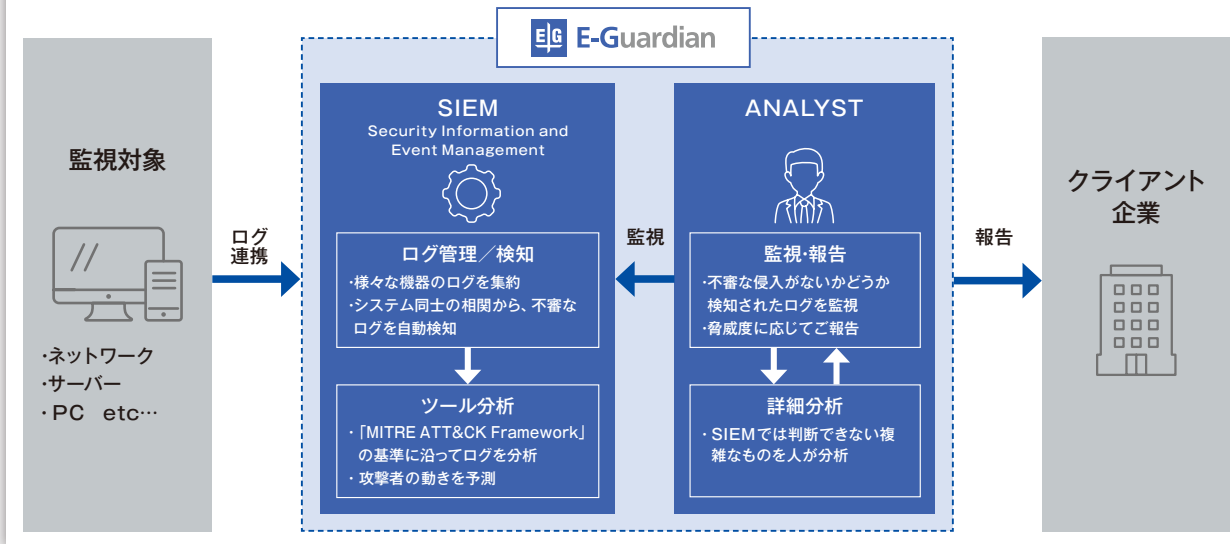 EG E-Guardian
監視対象
・ネットワーク
・サーバー
・PC etc…
ログ
連携
SIEM
Security Information and
Event Management
ログ管理／検知
・様々な機器のログを集約
・システム同士の相関から、不審な
ログを自動検知
ツール分析
・「MITRE ATT&CK Framework」
の基準に沿ってログを分析
・攻撃者の動きを予測
監視
ANALYST
監視・報告
・不審な侵入がないかどうか
検知されたログを監視
・脅威度に応じてご報告
詳細分析
・SIEMでは判断できない複
雑なものを人が分析
報告
クライアント
企業